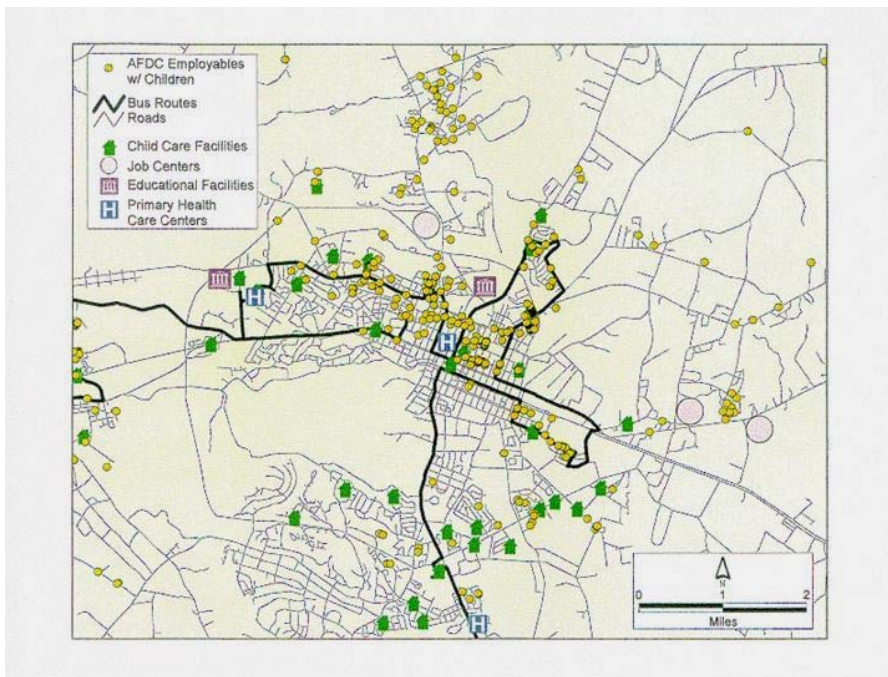 AFDC Employables
w/ Children
Bus Routes
Roads
Child Care Facilities
Job Centers
Educational Facilities
Primary Health
Care Centers
H
H
H
H
N
0 1 2
Miles